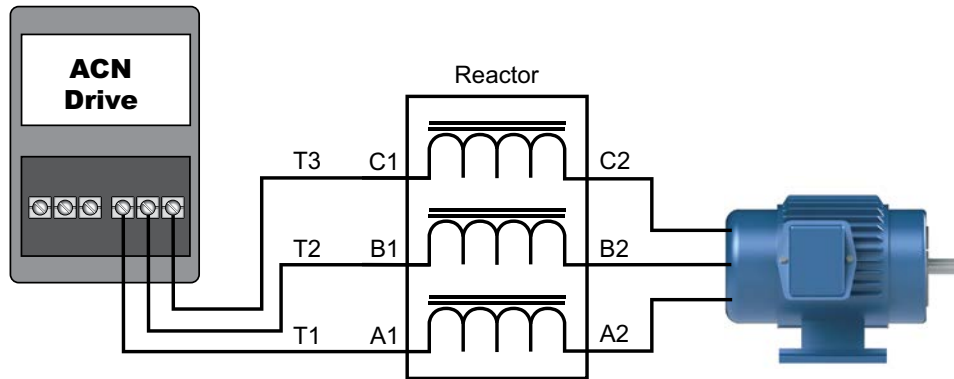 ACN
Drive
Reactor
T3 C1 C2
T2 B1 B2
T1 A1 A2